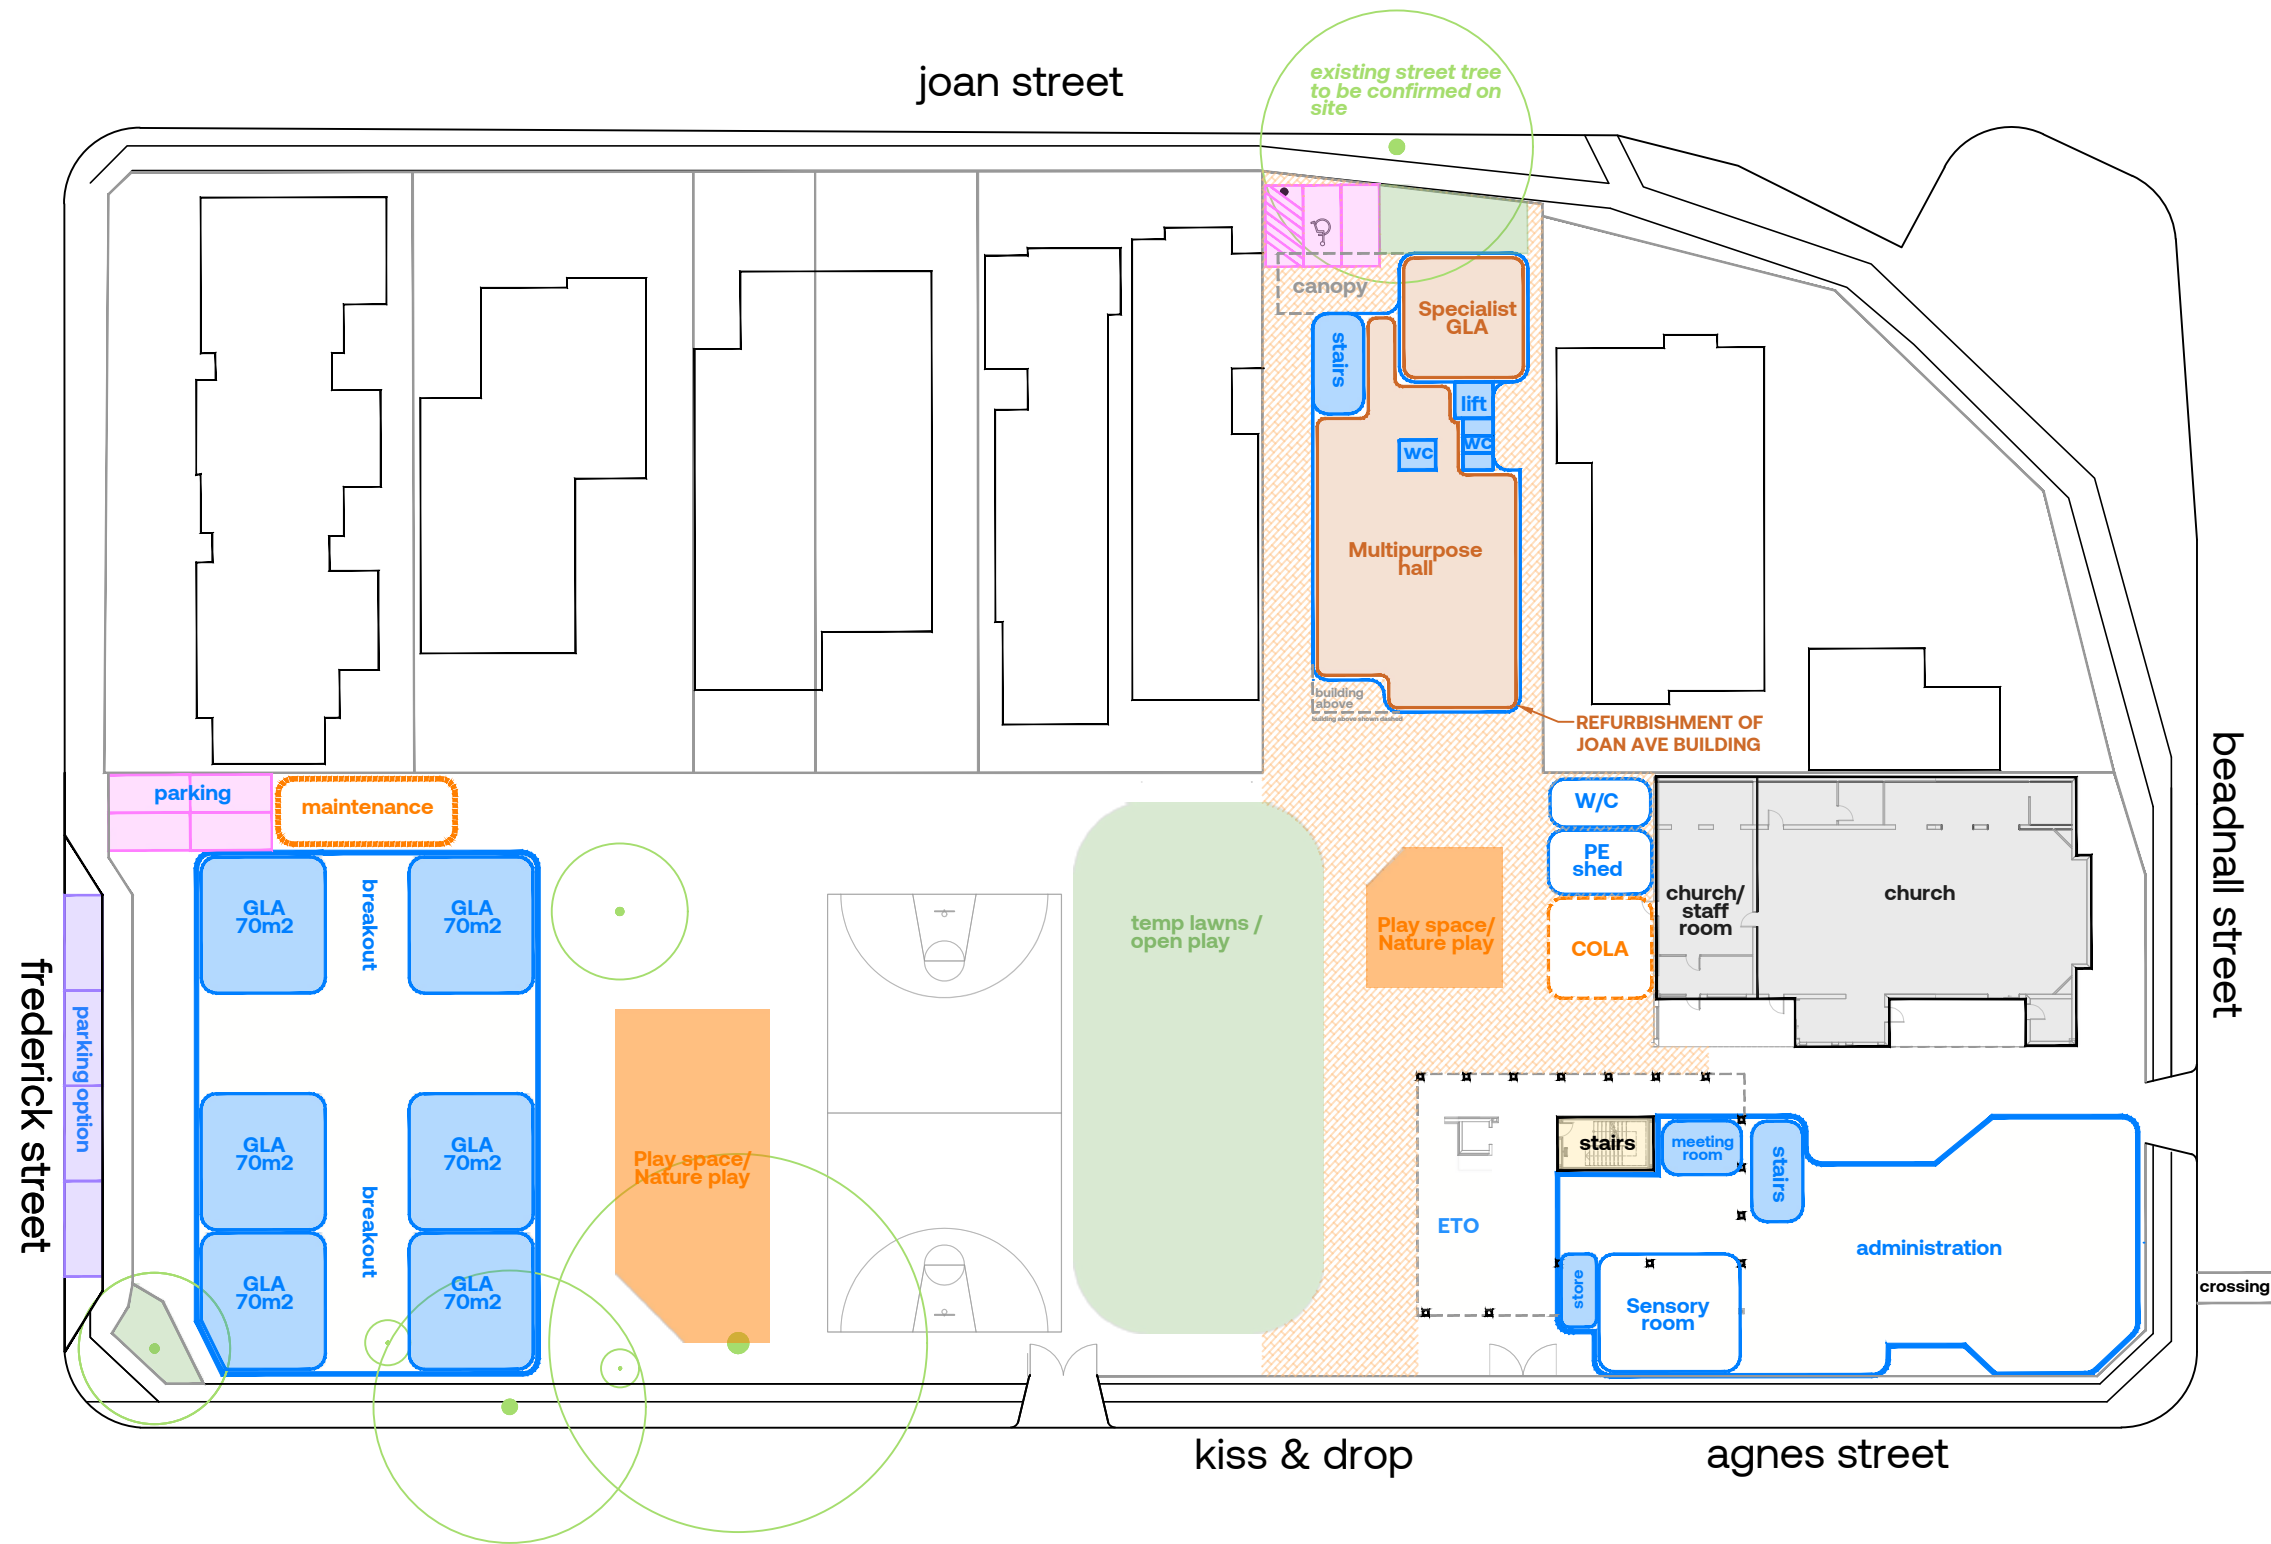 joan street
existing street tree
to be confirmed on
site
canopy
Specialist
GLA
stairs
lift
WC
WC
Multipurpose
hall
building
above
building above shown dashed
REFURBISHMENT OF
JOAN AVE BUILDING
parking
maintenance
W/C
PE
shed
COLA
church/
staff
room
church
beadnall street
GLA
70m2
breakout
GLA
70m2
temp lawns /
open play
Play space/
Nature play
frederick street
parking option
GLA
70m2
GLA
70m2
breakout
Play space/
Nature play
GLA
70m2
GLA
70m2
stairs
meeting
room
stairs
ETO
administration
store
Sensory
room
crossing
kiss & drop
agnes street